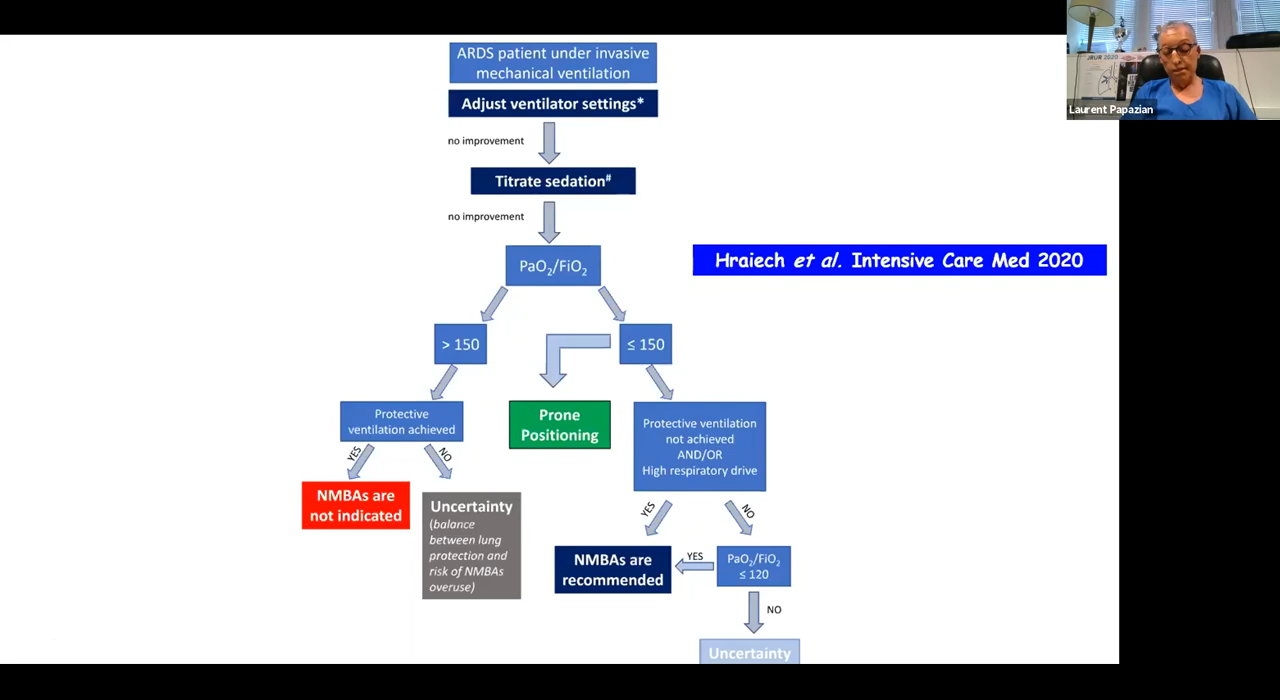 ARDS patient under invasive
mechanical ventilation
Adjust ventilator settings*
no improvement
Titrate sedation#
no improvement
PaO2/FiO2
Hraiech et al. Intensive Care Med 2020
> 150
≤ 150
Protective
ventilation achieved
Prone
Positioning
Protective ventilation
not achieved
AND/OR
High respiratory drive
YES
NO
NMBAs are
not indicated
Uncertainty
(balance
between lung
protection and
risk of NMBAs
overuse)
YES
NO
NMBAs are
recommended
YES
PaO2/FiO2
≤ 120
NO
Uncertainty
JRUR 2020
Laurent Papazian